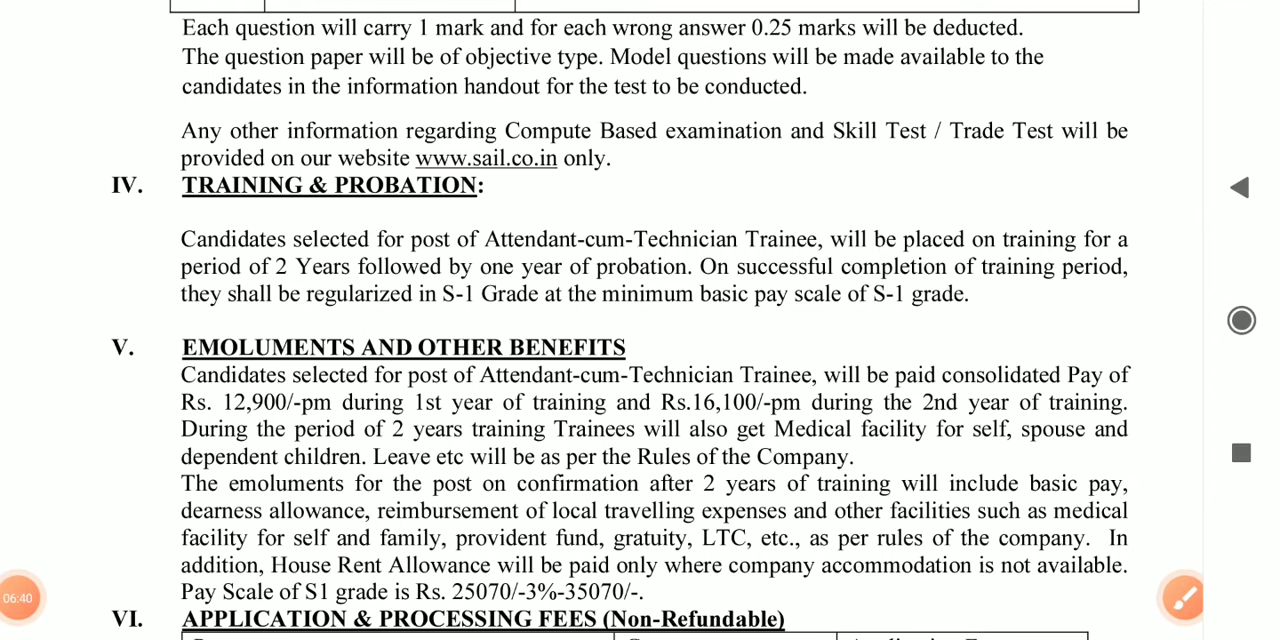 Each question will carry 1 mark and for each wrong answer 0.25 marks will be deducted.
The question paper will be of objective type. Model questions will be made available to the
candidates in the information handout for the test to be conducted.
Any other information regarding Compute Based examination and Skill Test / Trade Test will be
provided on our website www.sail.co.in only.
IV. TRAINING & PROBATION:
Candidates selected for post of Attendant-cum-Technician Trainee, will be placed on training for a
period of 2 Years followed by one year of probation. On successful completion of training period,
they shall be regularized in S-1 Grade at the minimum basic pay scale of S-1 grade.
V. EMOLUMENTS AND OTHER BENEFITS
Candidates selected for post of Attendant-cum-Technician Trainee, will be paid consolidated Pay of
Rs. 12,900/-pm during 1st year of training and Rs.16,100/-pm during the 2nd year of training.
During the period of 2 years training Trainees will also get Medical facility for self, spouse and
dependent children. Leave etc will be as per the Rules of the Company.
The emoluments for the post on confirmation after 2 years of training will include basic pay,
dearness allowance, reimbursement of local travelling expenses and other facilities such as medical
facility for self and family, provident fund, gratuity, LTC, etc., as per rules of the company. In
addition, House Rent Allowance will be paid only where company accommodation is not available.
Pay Scale of S1 grade is Rs. 25070/-3%-35070/-.
06:40
VI. APPLICATION & PROCESSING FEES (Non-Refundable)